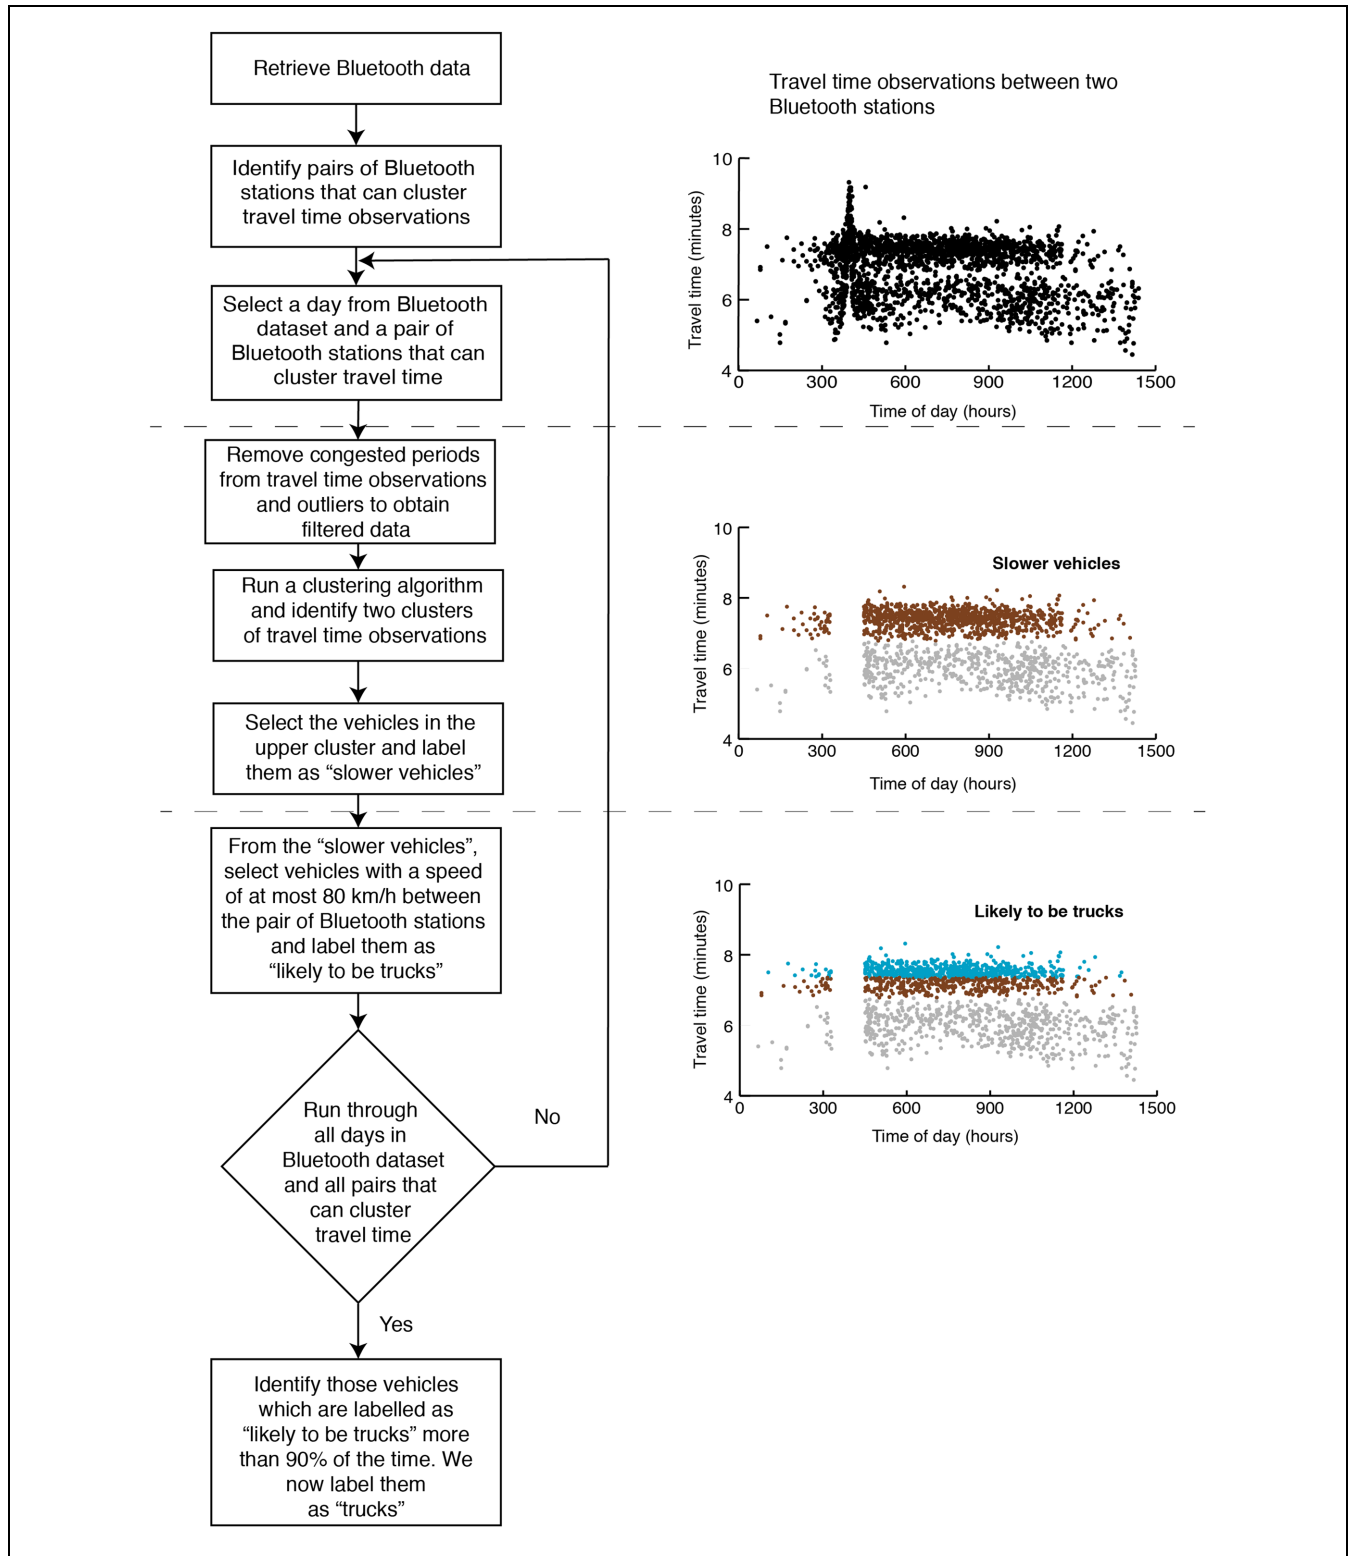 Retrieve Bluetooth data
Identify pairs of Bluetooth
stations that can cluster
travel time observations
Select a day from Bluetooth
dataset and a pair of
Bluetooth stations that can
cluster travel time
Remove congested periods
from travel time observations
and outliers to obtain
filtered data
Run a clustering algorithm
and identify two clusters
of travel time observations
Select the vehicles in the
upper cluster and label
them as “slower vehicles”
From the “slower vehicles”,
select vehicles with a speed
of at most 80 km/h between
the pair of Bluetooth stations
and label them as
“likely to be trucks”
Run through
all days in
Bluetooth dataset
and all pairs that
can cluster
travel time
No
Yes
Identify those vehicles
which are labelled as
“likely to be trucks” more
than 90% of the time. We
now label them
as “trucks”
Travel time observations between two
Bluetooth stations
Travel time (minutes)
10
8
6
4
0 300 600 900 1200 1500
Time of day (hours)
Slower vehicles
Travel time (minutes)
10
8
6
4
0 300 600 900 1200 1500
Time of day (hours)
Likely to be trucks
Travel time (minutes)
10
8
6
4
0 300 600 900 1200 1500
Time of day (hours)